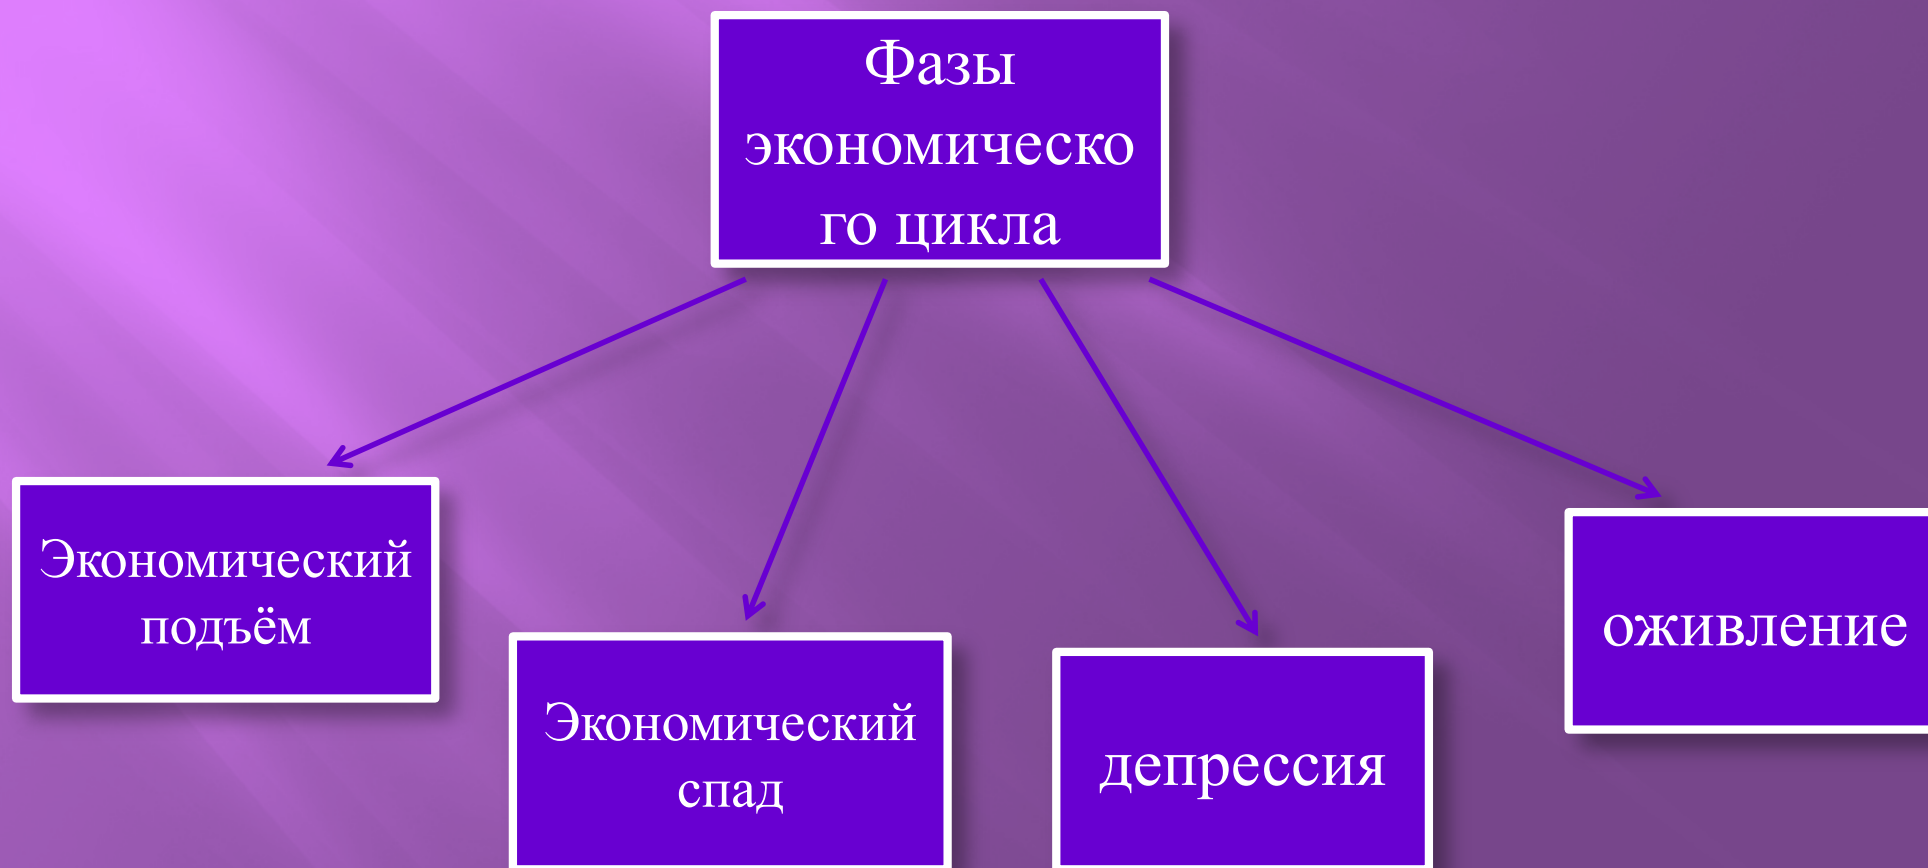 Фазы
экономическо
го цикла
Экономический
подъём
Экономический
спад
депрессия
оживление